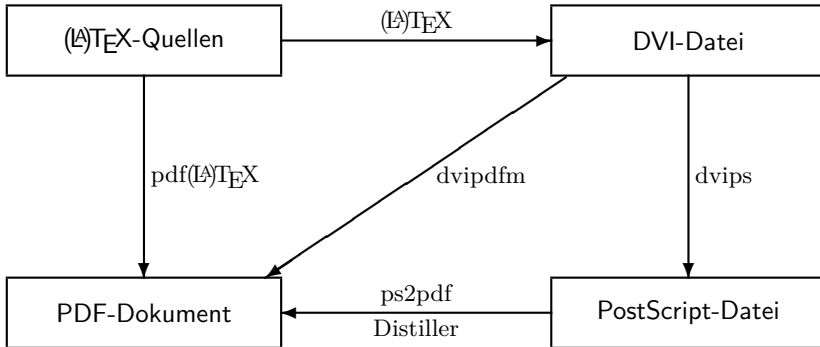 (LA)TEX-Quellen
(LA)TEX
DVI-Datei
pdf(LA)TEX
dvipdfm
dvips
PDF-Dokument
ps2pdf
Distiller
PostScript-Datei